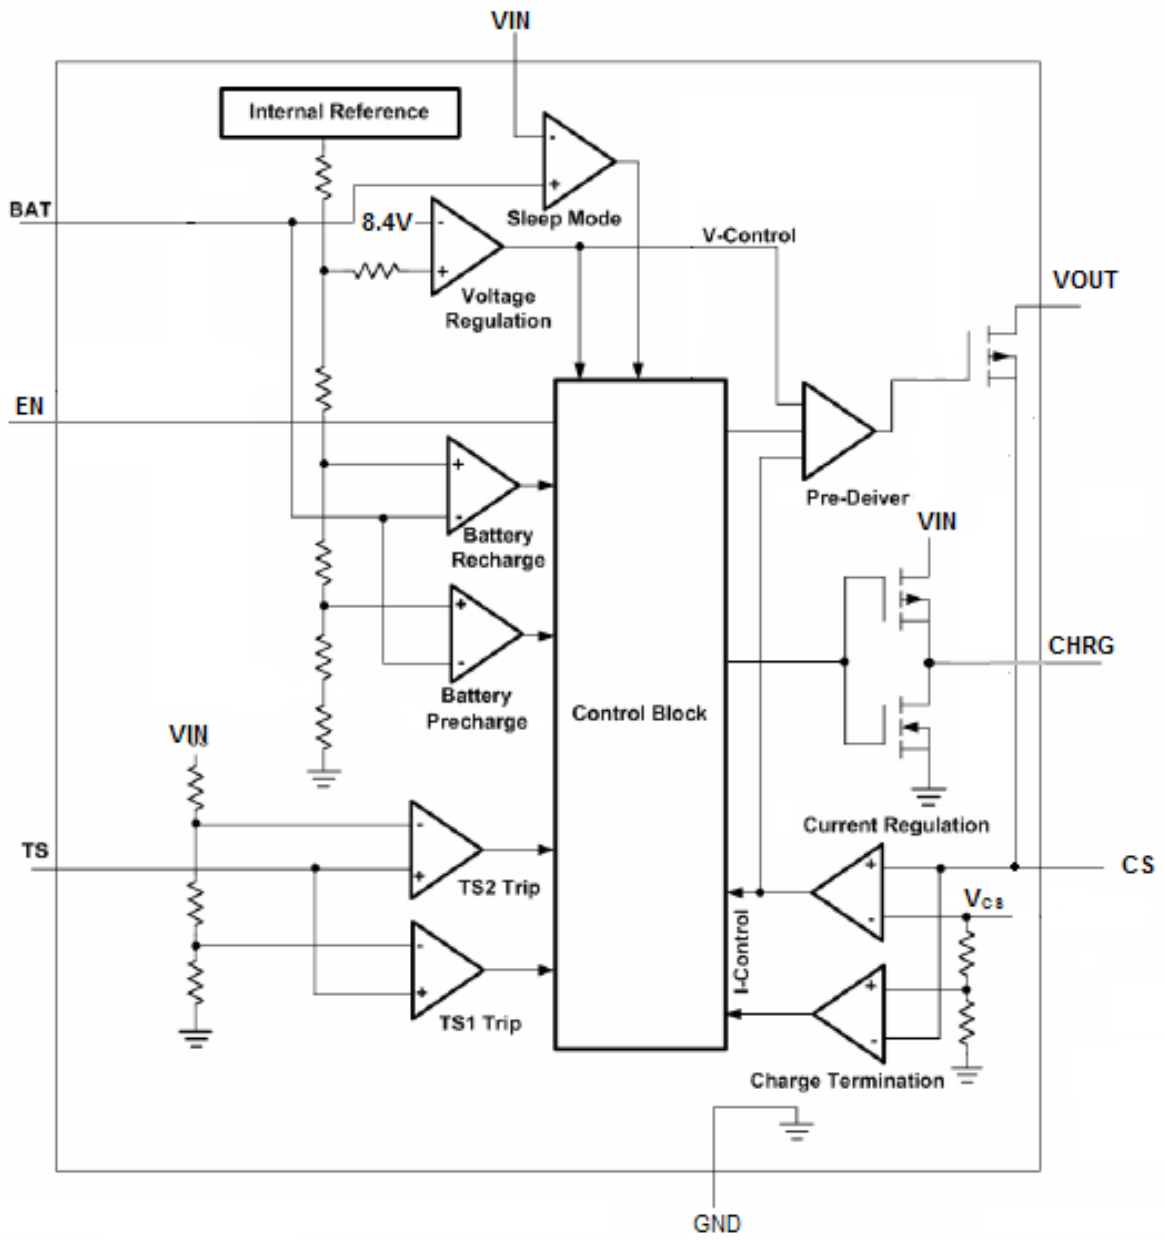 VIN
Internal Reference
-
+
BAT
8.4V
-
Sleep Mode
V-Control
+
Voltage
Regulation
VOUT
EN
+
-
Pre-Deiver
Battery
Recharge
VIN
+
-
CHRG
Battery
Precharge
Control Block
VIN
-
Current Regulation
TS
+
TS2 Trip
+
CS
-
VCS
-
I-Control
+
TS1 Trip
+
-
Charge Termination
GND